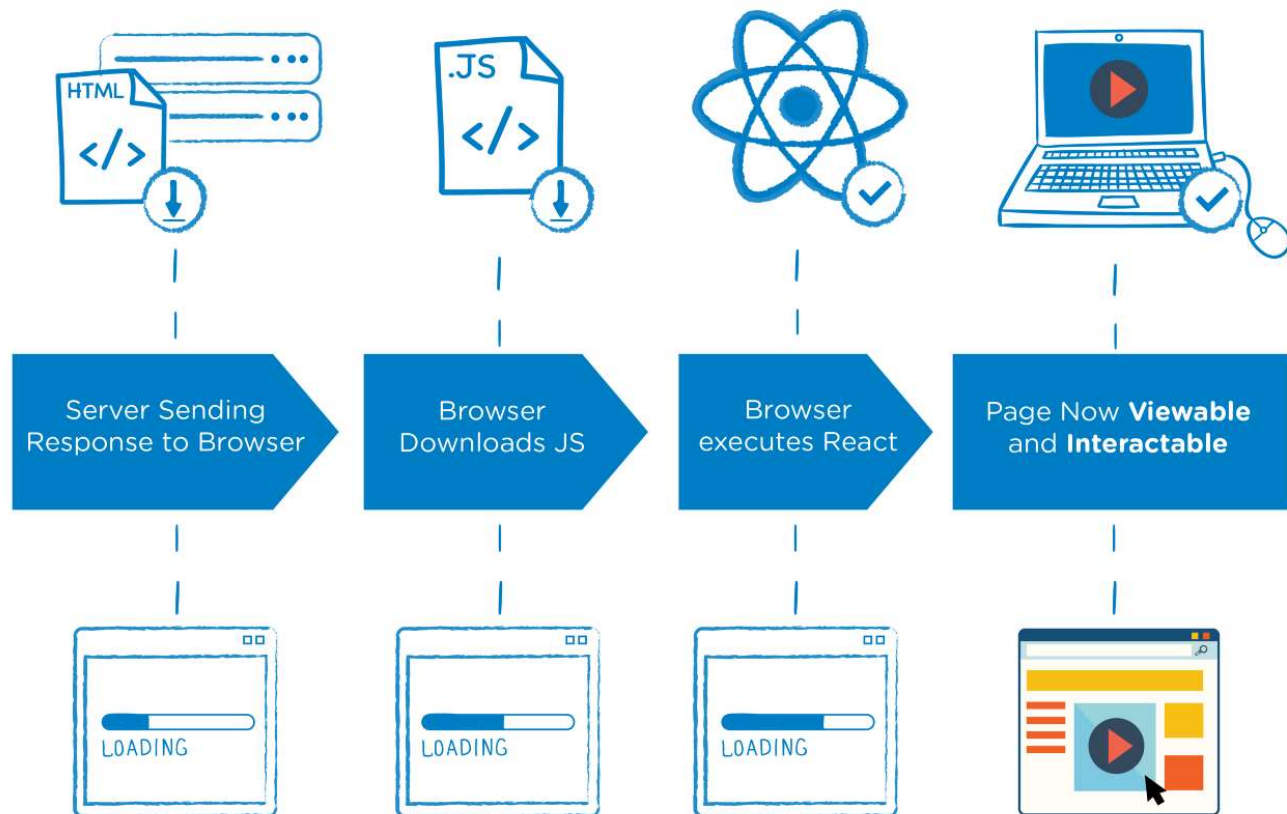 HTML
</>
.JS
</>
Server Sending
Response to Browser
Browser
Downloads JS
Browser
executes React
Page Now Viewable
and Interactable
LOADING
LOADING
LOADING